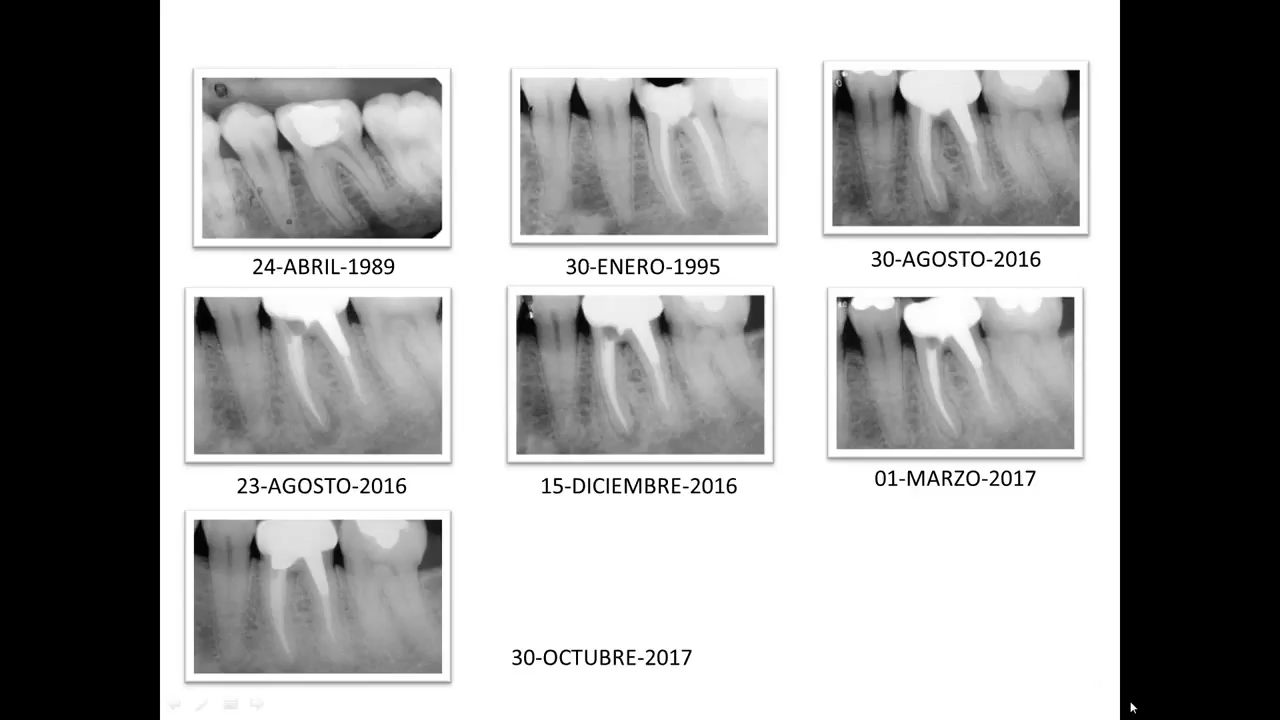 24-ABRIL-1989
30-ENERO-1995
30-AGOSTO-2016
23-AGOSTO-2016
15-DICIEMBRE-2016
01-MARZO-2017
30-OCTUBRE-2017